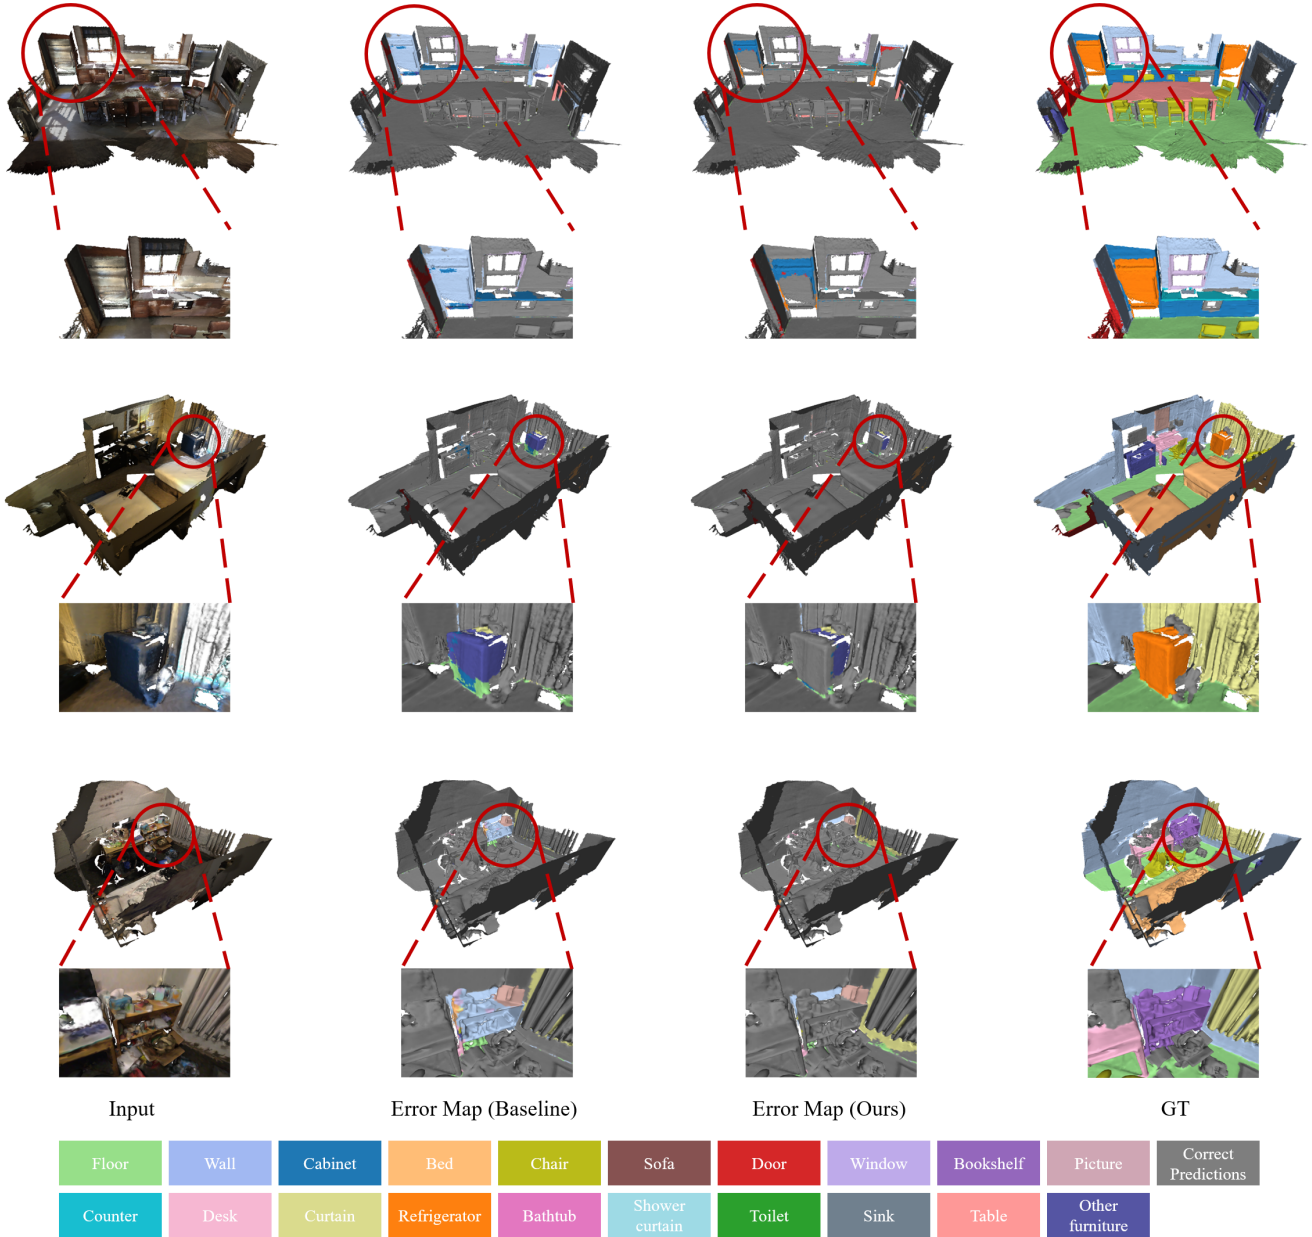 Input
Error Map (Baseline)
Error Map (Ours)
GT
Floor
Wall
Cabinet
Bed
Chair
Sofa
Door
Window
Bookshelf
Picture
Correct
Predictions
Counter
Desk
Curtain
Refrigerator
Bathtub
Shower
curtain
Toilet
Sink
Table
Other
furniture